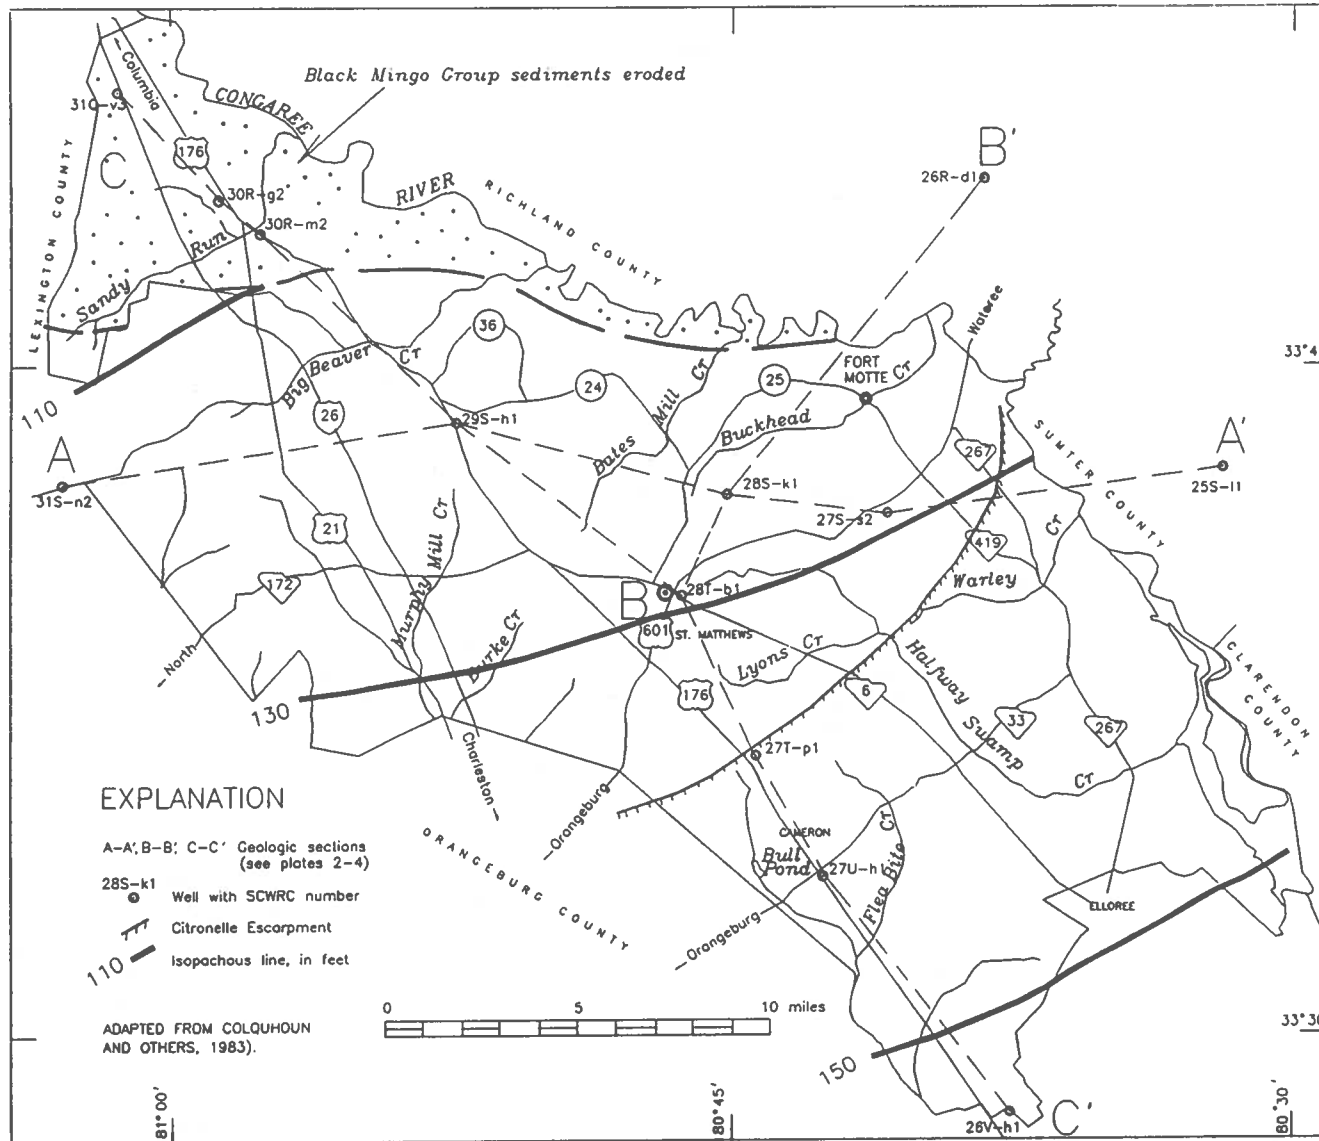 Black Mingo Group sediments eroded
Columbia
31Q-v3
CONGAREE
176
C
B'
26R-d1
LEXINGTON COUNTY
30R-g2
RIVER
RICHLAND COUNTY
30R-m2
Sandy Run
Wateree
36
33°4
Big Beaver Cr
FORT
MOTTE
24
25
Cr
110
26
29S-h1
Bates Mill Cr
Buckhead
SUMTER COUNTY
A
A'
267
31S-n2
28S-k1
25S-l1
27S-s2
21
419
172
Murphy Mill Cr
Warley Cr
B
28T-b1
601
ST. MATTHEWS
Burke Cr
Lyons Cr
North
Halfway Swamp Cr
CLARENDON COUNTY
176
6
130
33
267
Charleston
27T-p1
EXPLANATION
Orangeburg
A-A', B-B', C-C' Geologic sections
(see plates 2-4)
ORANGEBURG COUNTY
CAMERON
Bull
Pond
27U-h1
Flea Bite Cr
28S-k1
Well with SCWRC number
ELLOREE
Citronelle Escarpment
Orangeburg
110
Isopachous line, in feet
0 5 10 miles
ADAPTED FROM COLQUHOUN
AND OTHERS, 1983).
33°30
150
81°00'
80°45'
80°30'
26V-h1
C'